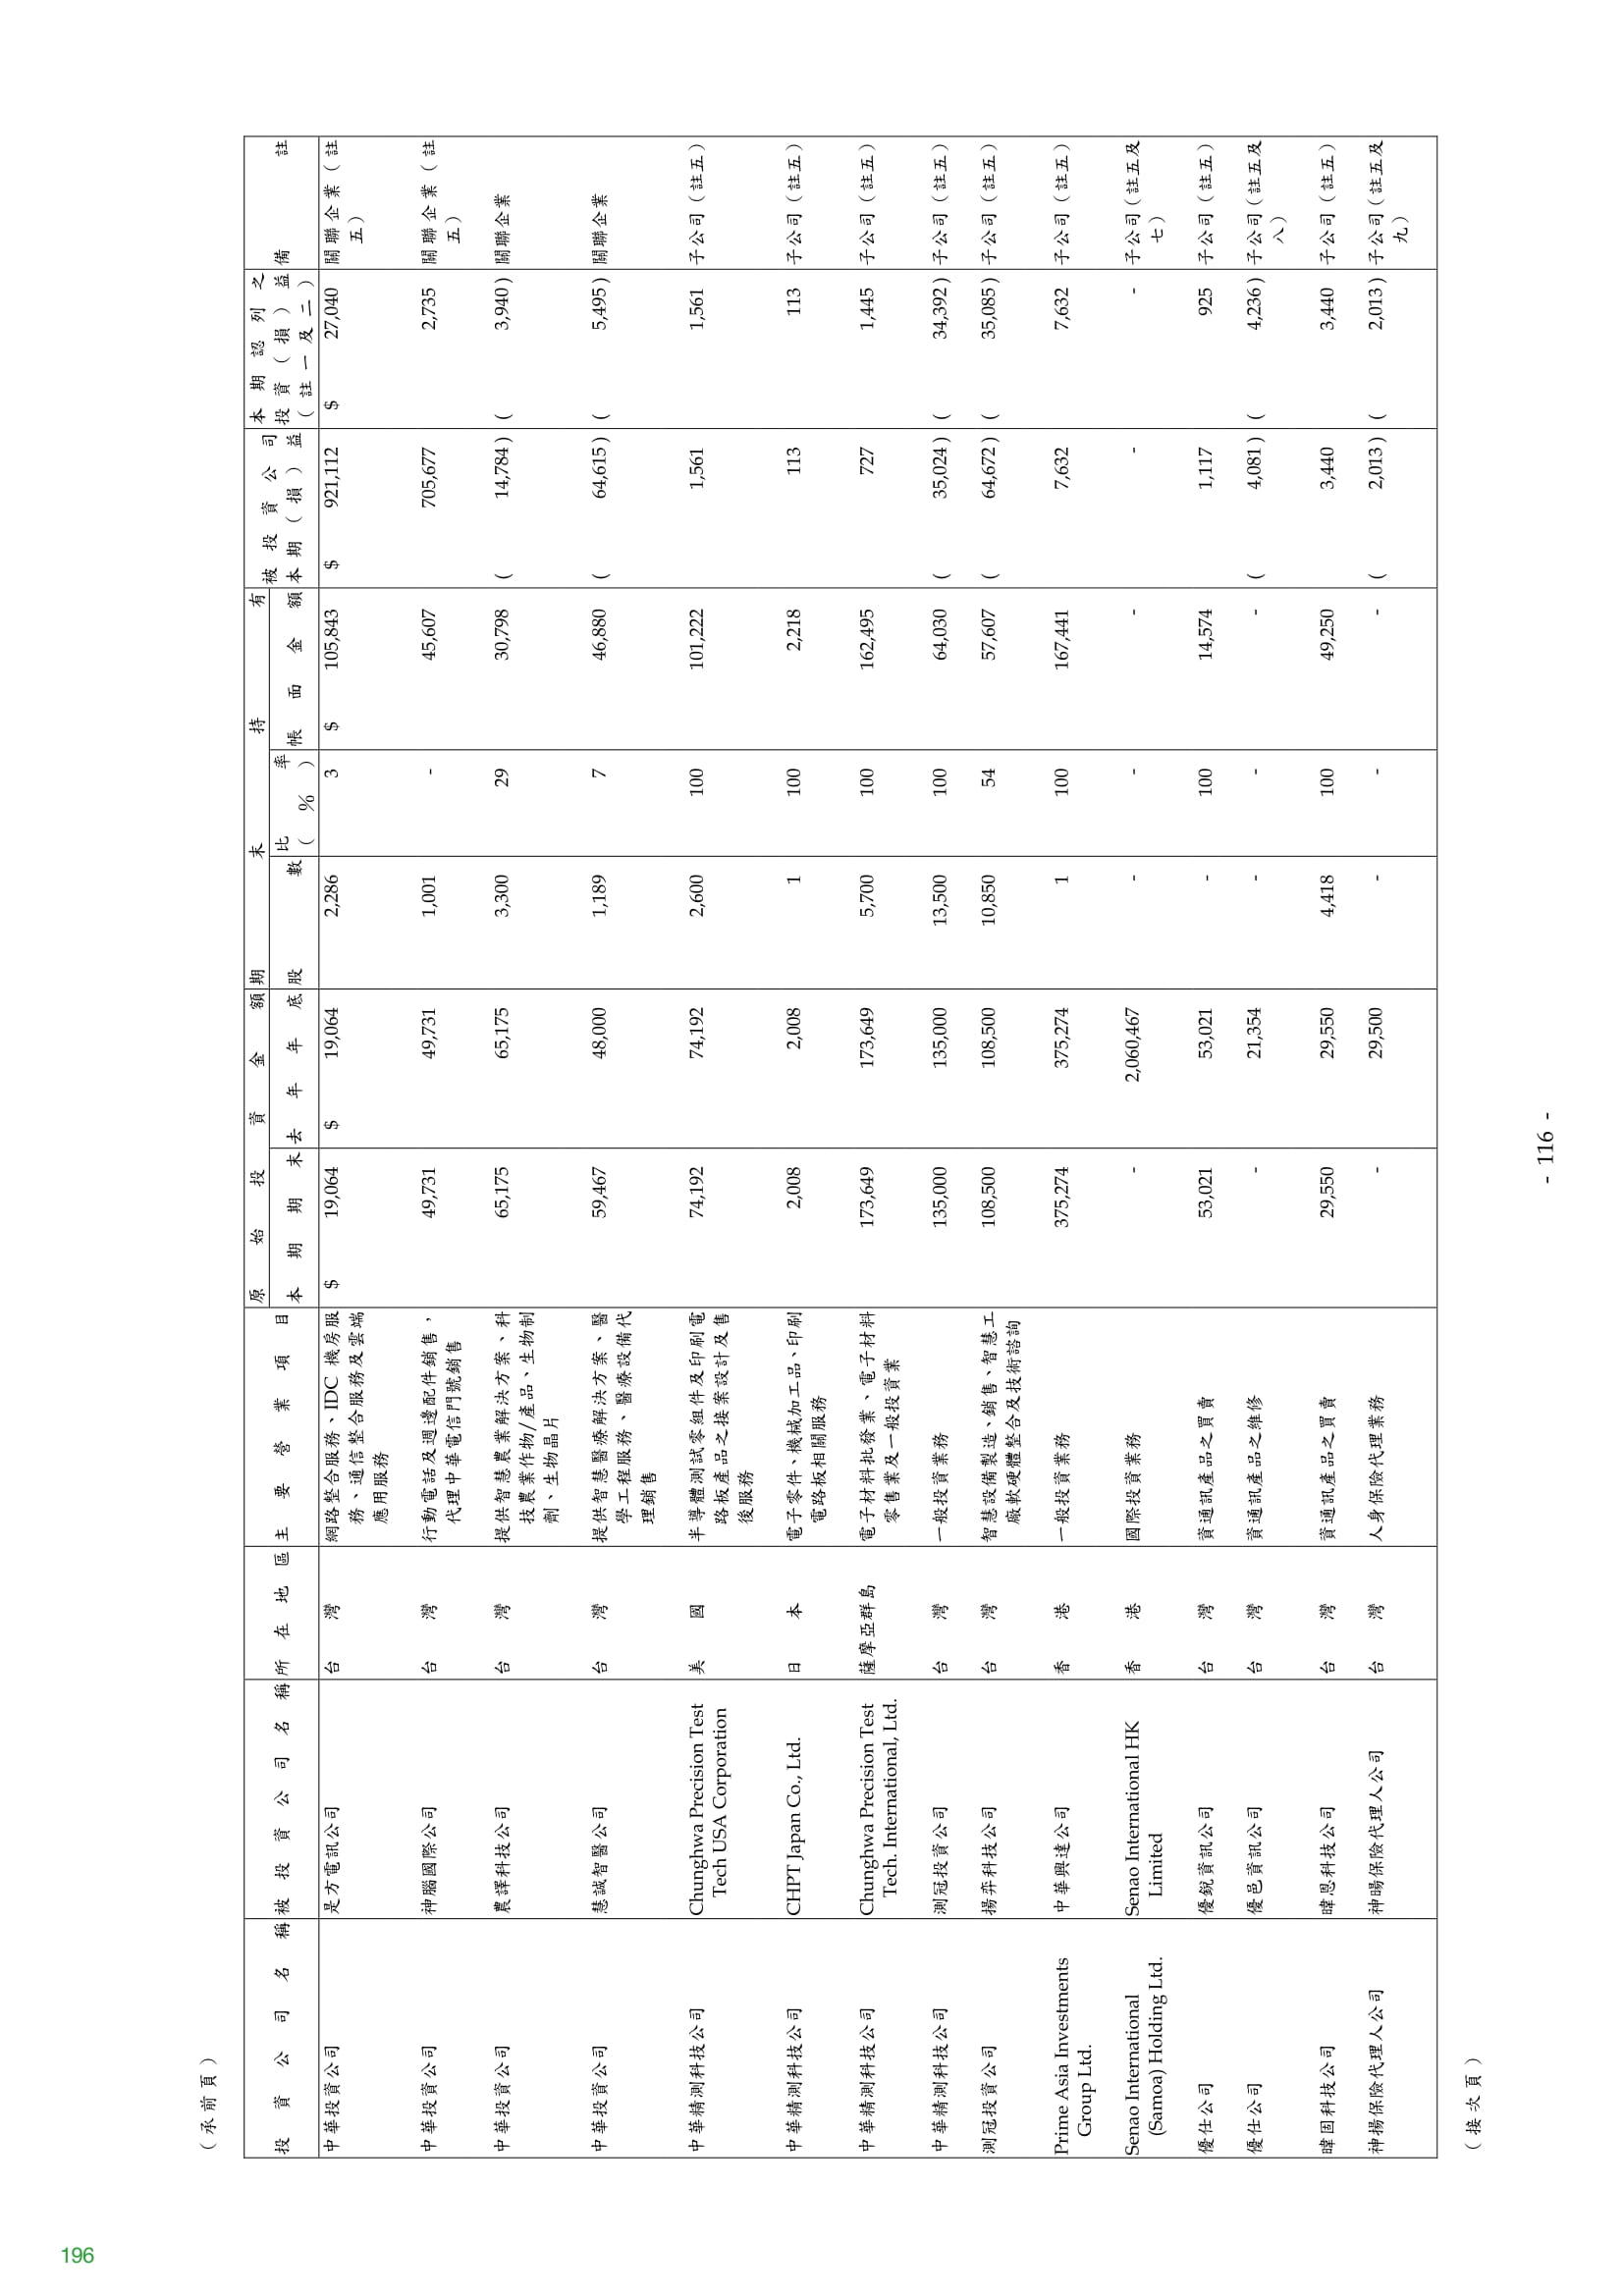 （承前頁）
投資公司名稱 被投資公司名稱 所在地區 主要營業項目 原始投資金額 期末持有 被投資公司本期（損）益 本期認列之投資（損）益（註一及二） 備註
本期末 去年年底 股數 比率（%） 帳面金額
中華投資公司 是方電訊公司 台灣 網路整合服務、IDC 機房服 $ 19,064 $ 19,064 2,286 3 $ 105,843 $ 921,112 $ 27,040 關聯企業（註
務、通信整合服務及雲端 五）
應用服務
中華投資公司 神腦國際公司 台灣 行動電話及週邊配件銷售， 49,731 49,731 1,001 - 45,607 705,677 2,735 關聯企業（註
代理中華電信門號銷售 五）
中華投資公司 農譯科技公司 台灣 提供智慧農業解決方案、科 65,175 65,175 3,300 29 30,798 ( 14,784) ( 3,940) 關聯企業
技農業作物/產品、生物制
劑、生物晶片
中華投資公司 慧誠智醫公司 台灣 提供智慧醫療解決方案、醫 59,467 48,000 1,189 7 46,880 ( 64,615) ( 5,495) 關聯企業
學工程服務、醫療設備代
理銷售
中華精測科技公司 Chunghwa Precision Test 美國 半導體測試零組件及印刷電 74,192 74,192 2,600 100 101,222 1,561 1,561 子公司（註五）
Tech USA Corporation 路板產品之接案設計及售
後服務
中華精測科技公司 CHPT Japan Co., Ltd. 日本 電子零件、機械加工品、印刷 2,008 2,008 1 100 2,218 113 113 子公司（註五）
電路板相關服務
中華精測科技公司 Chunghwa Precision Test 薩摩亞群島 電子材料批發業、電子材料 173,649 173,649 5,700 100 162,495 727 1,445 子公司（註五）
Tech. International, Ltd. 零售業及一般投資業
中華精測科技公司 測冠投資公司 台灣 一般投資業務 135,000 135,000 13,500 100 64,030 ( 35,024) ( 34,392) 子公司（註五）
測冠投資公司 揚弈科技公司 台灣 智慧設備製造、銷售、智慧工 108,500 108,500 10,850 54 57,607 ( 64,672) ( 35,085) 子公司（註五）
廠軟硬體整合及技術諮詢
Prime Asia Investments 中華興達公司 香港 一般投資業務 375,274 375,274 1 100 167,441 7,632 7,632 子公司（註五）
Group Ltd.
Senao International Senao International HK 香港 國際投資業務 - 2,060,467 - - - - - 子公司（註五及
(Samoa) Holding Ltd. Limited 七）
優仕公司 優銳資訊公司 台灣 資通訊產品之買賣 53,021 53,021 - 100 14,574 1,117 925 子公司（註五）
優仕公司 優邑資訊公司 台灣 資通訊產品之維修 - 21,354 - - - ( 4,081) ( 4,236) 子公司（註五及
八）
暐固科技公司 暐恩科技公司 台灣 資通訊產品之買賣 29,550 29,550 4,418 100 49,250 3,440 3,440 子公司（註五）
神揚保險代理人公司 神暘保險代理人公司 台灣 人身保險代理業務 - 29,500 - - - ( 2,013) ( 2,013) 子公司（註五及
九）
（接次頁）
- 116 -
196